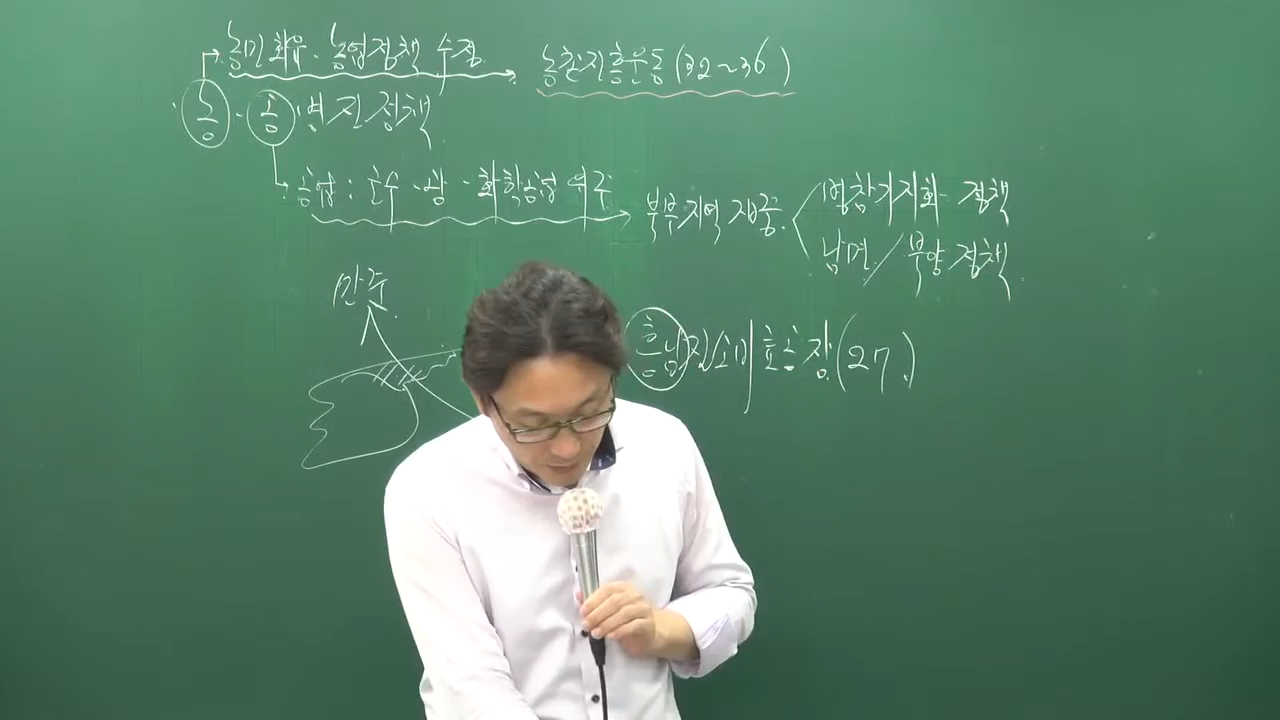 농민회유·농업정책 수정 → 농촌진흥운동(32~36)
농·공 병진정책
공업: 군수·화학공업 위주 → 북부지역 집중
병참기지화 정책
남면/북양정책
만주
흥남질소비료공장(27.)